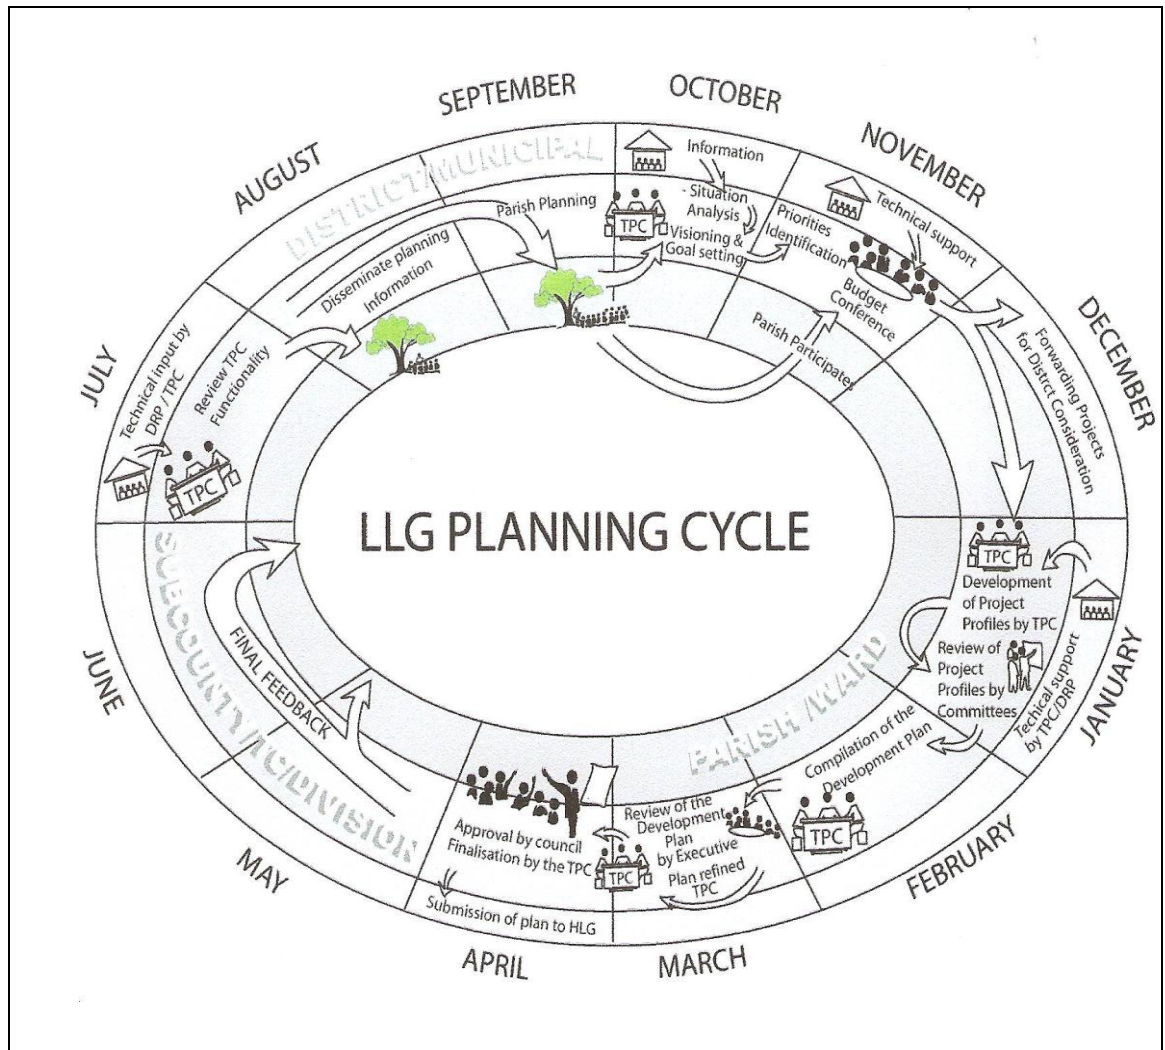 SEPTEMBER
OCTOBER
NOVEMBER
DECEMBER
JANUARY
FEBRUARY
MARCH
APRIL
MAY
JUNE
JULY
AUGUST
DISTRICT/MUNICIPAL
SUBCOUNTY/TC/DIVISION
PARISH /WARD
LLG PLANNING CYCLE
Technical input by
DRP / TPC
Review TPC
Functionality
TPC
Disseminate planning
Information
Parish Planning
Information
TPC
- Situation
Analysis
Visioning &
Goal setting
Priorities
Identification
Technical support
Budget
Conference
Parish Participates
Forwarding Projects
for Distrct Consideration
TPC
Development
of Project
Profiles by TPC
Review of
Project
Profiles by
Committees
Techical support
by TPC/DRP
Compilation of the
Development Plan
TPC
Review of the
Development
Plan
by Executive
Plan refined
TPC
TPC
Approval by council
Finalisation by the TPC
Submission of plan to HLG
FINAL FEEDBACK